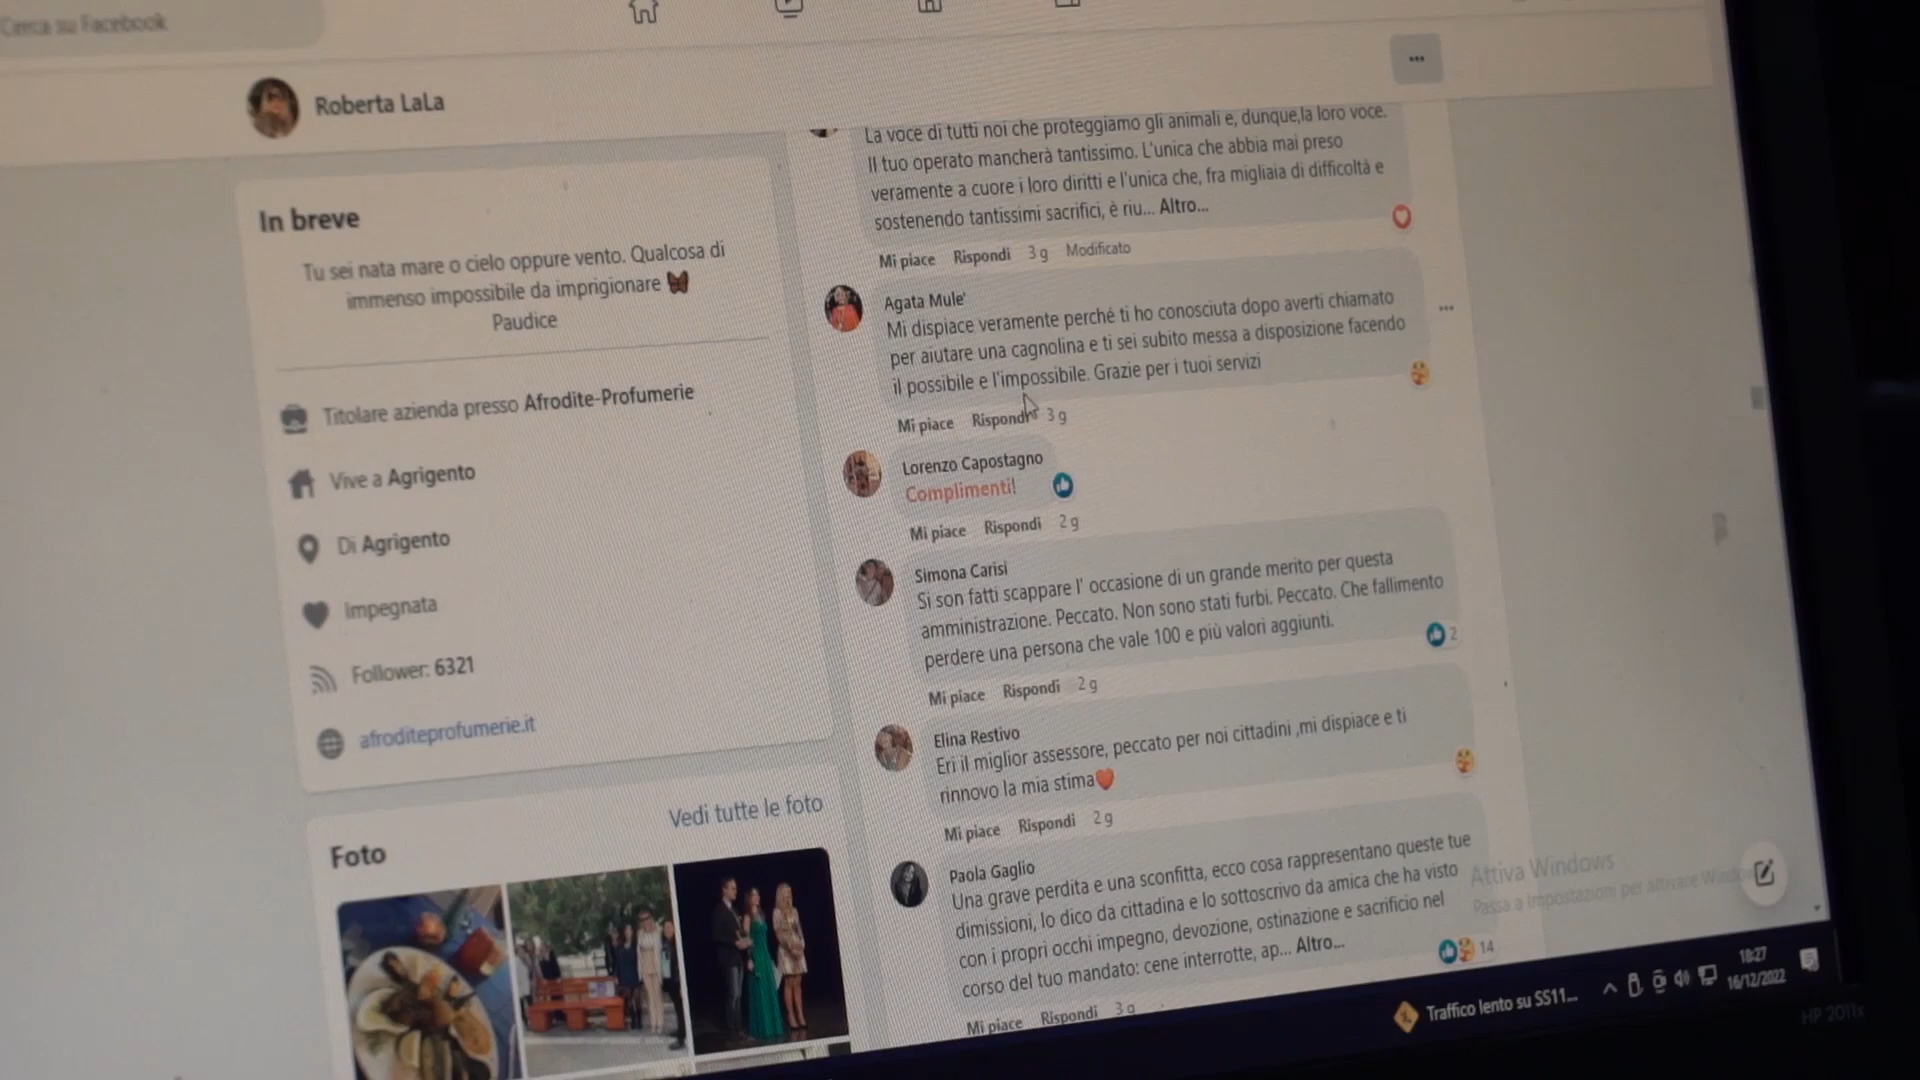 Cerca su Facebook
Roberta LaLa
In breve
Tu sei nata mare o cielo oppure vento. Qualcosa di
immenso impossibile da imprigionare
Paudice
Titolare azienda presso Afrodite-Profumerie
Vive a Agrigento
Di Agrigento
Impegnata
Follower: 6321
afroditeprofumerie.it
Foto
Vedi tutte le foto
La voce di tutti noi che proteggiamo gli animali e, dunque,la loro voce.
Il tuo operato mancherà tantissimo. L'unica che abbia mai preso
veramente a cuore i loro diritti e l'unica che, fra migliaia di difficoltà e
sostenendo tantissimi sacrifici, è riu... Altro...
Mi piace Rispondi 3 g Modificato
Agata Mule'
Mi dispiace veramente perché ti ho conosciuta dopo averti chiamato
per aiutare una cagnolina e ti sei subito messa a disposizione facendo
il possibile e l'impossibile. Grazie per i tuoi servizi
Mi piace Rispondi 3 g
Lorenzo Capostagno
Complimenti!
Mi piace Rispondi 2 g
Simona Carisi
Si son fatti scappare l' occasione di un grande merito per questa
amministrazione. Peccato. Non sono stati furbi. Peccato. Che fallimento
perdere una persona che vale 100 e più valori aggiunti.
2
Mi piace Rispondi 2 g
Elina Restivo
Eri il miglior assessore, peccato per noi cittadini ,mi dispiace e ti
rinnovo la mia stima
Mi piace Rispondi 2 g
Paola Gaglio
Una grave perdita e una sconfitta, ecco cosa rappresentano queste tue
dimissioni, lo dico da cittadina e lo sottoscrivo da amica che ha visto
con i propri occhi impegno, devozione, ostinazione e sacrificio nel
corso del tuo mandato: cene interrotte, ap... Altro...
14
Mi piace Rispondi 3 g
Attiva Windows
Passa a Impostazioni per attivare Windows
Traffico lento su SS11...
18:27
16/12/2022
HP 2011x